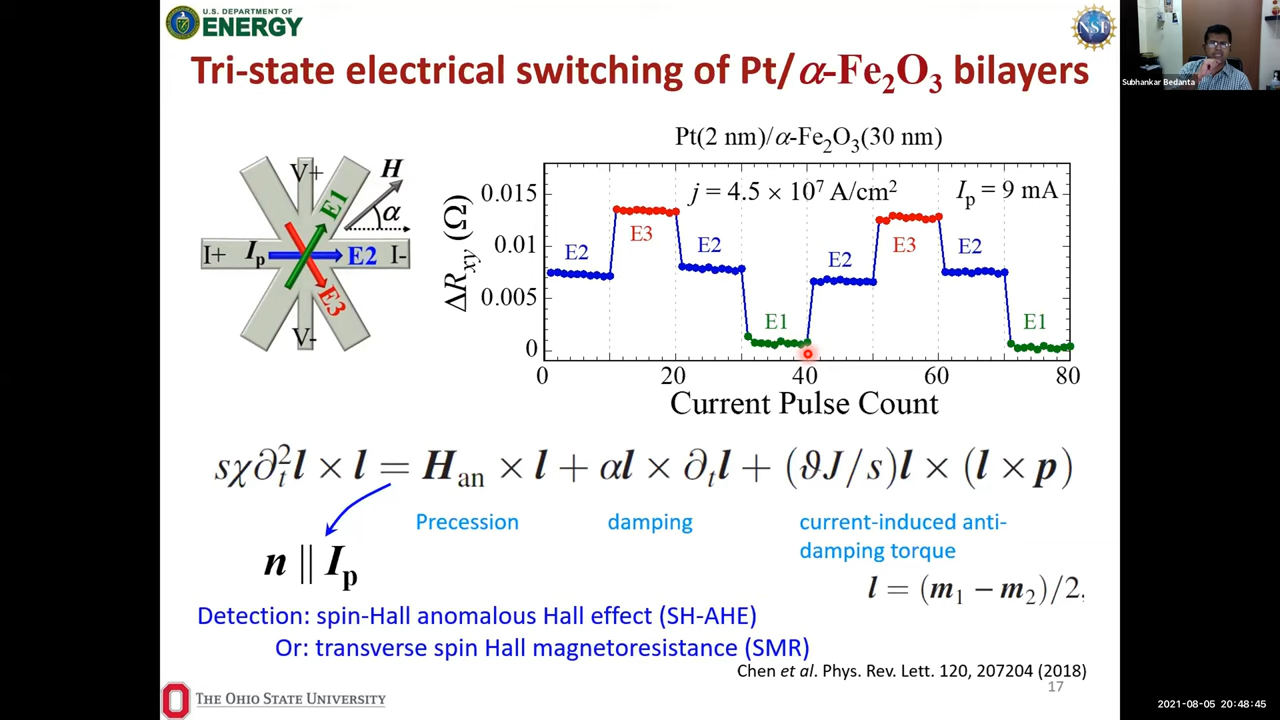 U.S. DEPARTMENT OF
ENERGY
NSF
Tri-state electrical switching of Pt/α-Fe₂O₃ bilayers
Subhankar Bedanta
Pt(2 nm)/α-Fe₂O₃(30 nm)
V+
H
E1
α
I+
Iₚ
E2
I-
E3
V-
ΔRₓᵧ (Ω)
0.015
0.01
0.005
0
j = 4.5 × 10⁷ A/cm²
Iₚ = 9 mA
E2
E3
E2
E1
E2
E3
E2
E1
0 20 40 60 80
Current Pulse Count
sχ∂ₜ²l × l = Hₐₙ × l + αl × ∂ₜl + (ϑJ/s)l × (l × p)
Precession
damping
current-induced anti-
damping torque
n ∥ Iₚ
l = (m₁ − m₂)/2,
Detection: spin-Hall anomalous Hall effect (SH-AHE)
Or: transverse spin Hall magnetoresistance (SMR)
Chen et al. Phys. Rev. Lett. 120, 207204 (2018)
17
THE OHIO STATE UNIVERSITY
2021-08-05 20:48:45